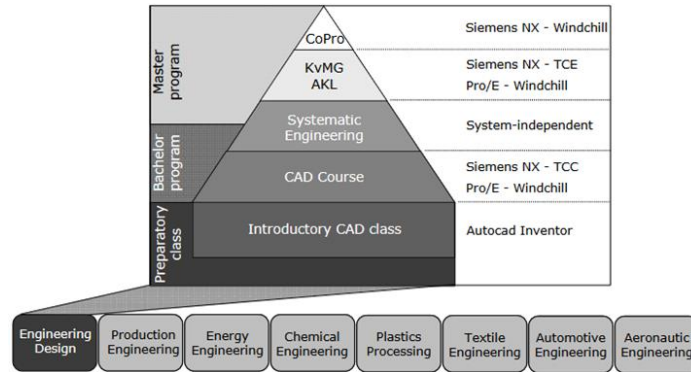 CoPro
Siemens NX - Windchill
Master
program
KvMG
AKL
Siemens NX - TCE
Pro/E - Windchill
Systematic
Engineering
System-independent
Bachelor
program
CAD Course
Siemens NX - TCC
Pro/E - Windchill
Preparatory
class
Introductory CAD class
Autocad Inventor
Engineering
Design
Production
Engineering
Energy
Engineering
Chemical
Engineering
Plastics
Processing
Textile
Engineering
Automotive
Engineering
Aeronautic
Engineering